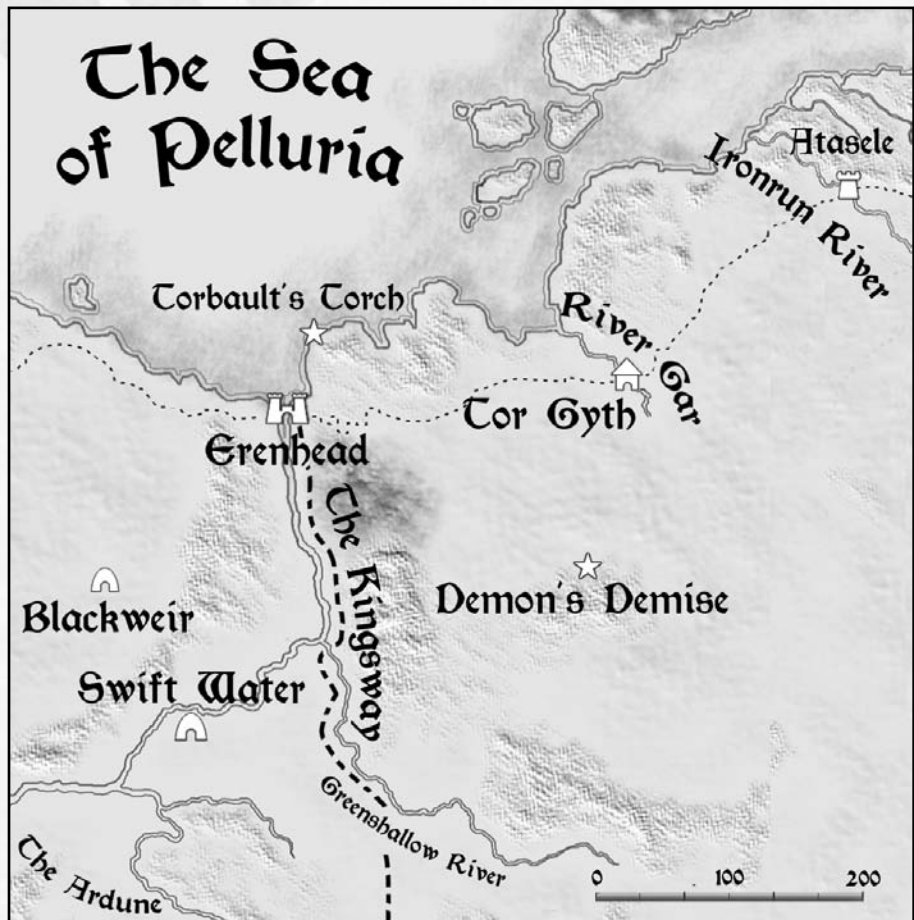 The Sea
of Pelluria
Atasele
Ironrun River
Torbault's Torch
River Gar
Tor Gyth
Erenhead
The Kingsway
Demon's Demise
Blackweir
Swift Water
Greenshallow River
The Ardune
0 100 200